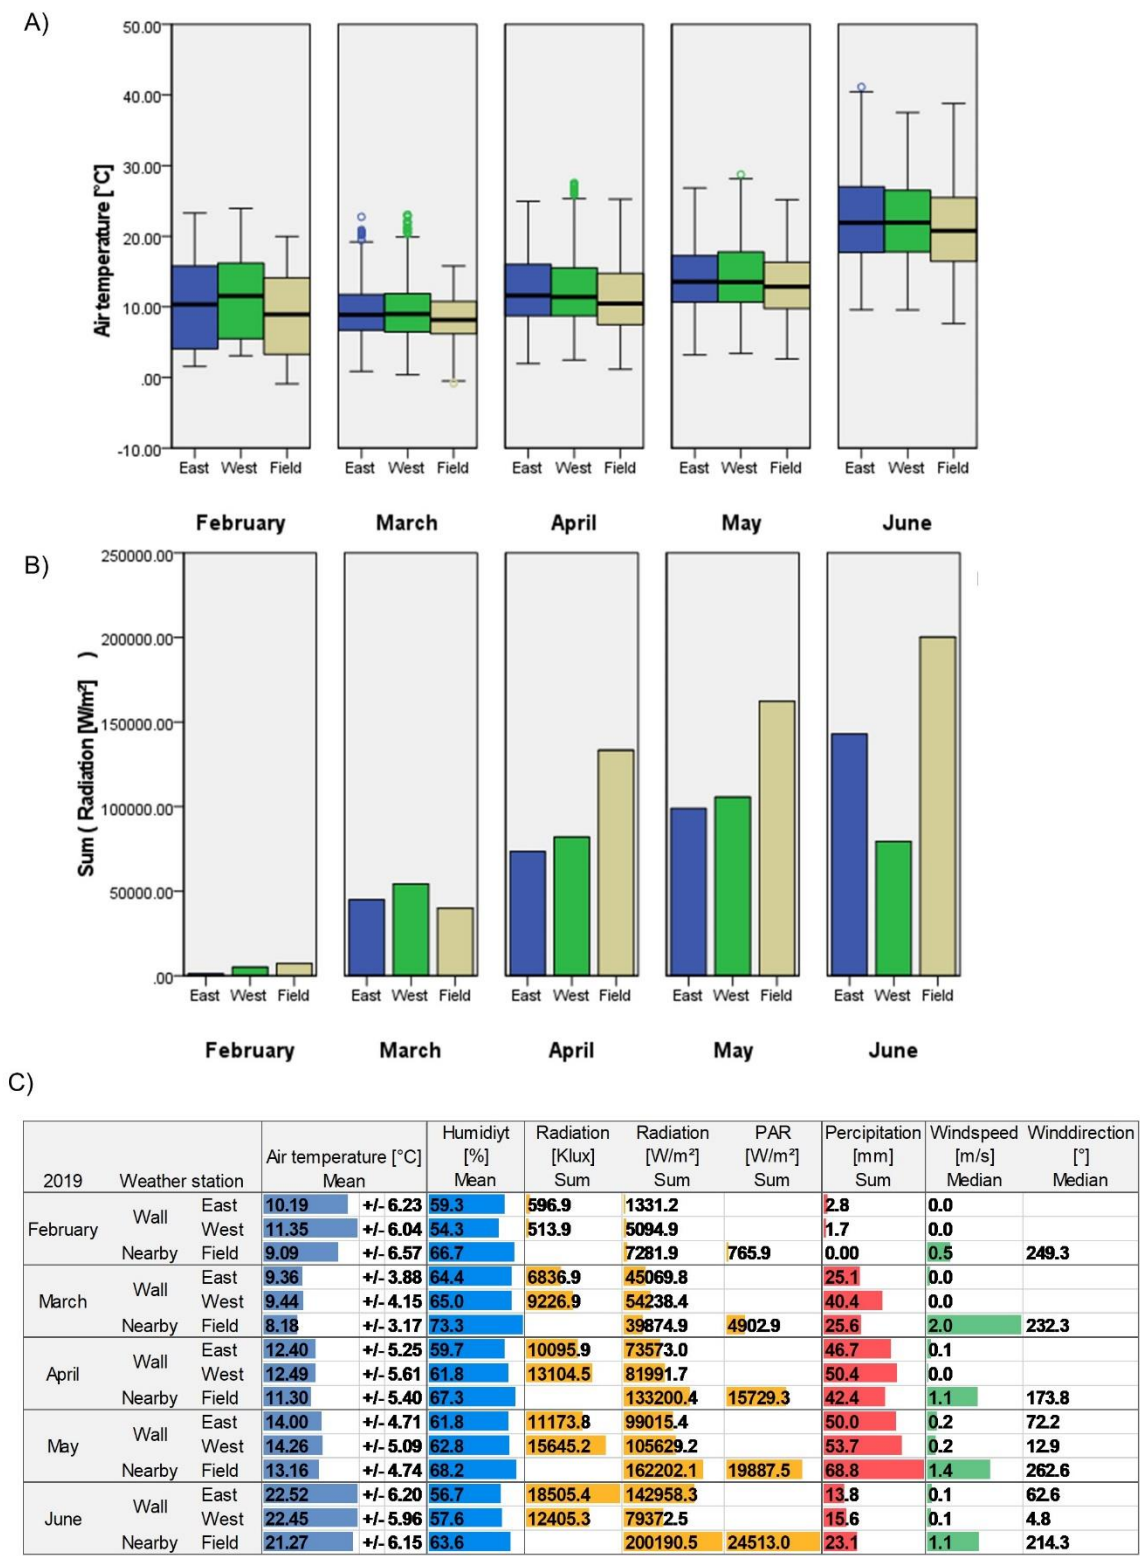 A)
50.00
40.00
30.00
20.00
10.00
.00
-10.00
Air temperature [°C]
East West Field East West Field East West Field East West Field East West Field
February March April May June
B)
250000.00
200000.00
150000.00
100000.00
50000.00
.00
Sum ( Radiation [W/m²] )
East West Field East West Field East West Field East West Field East West Field
February March April May June
C)
Humidiyt Radiation Radiation PAR Percipitation Windspeed Winddirection
Air temperature [°C] [%] [Klux] [W/m²] [W/m²] [mm] [m/s] [°]
2019 Weather station Mean Mean Sum Sum Sum Sum Median Median
February Wall East 10.19 +/- 6.23 59.3 596.9 1331.2 2.8 0.0
West 11.35 +/- 6.04 54.3 513.9 5094.9 1.7 0.0
Nearby Field 9.09 +/- 6.57 66.7 7281.9 765.9 0.00 0.5 249.3
March Wall East 9.36 +/- 3.88 64.4 6836.9 45069.8 25.1 0.0
West 9.44 +/- 4.15 65.0 9226.9 54238.4 40.4 0.0
Nearby Field 8.18 +/- 3.17 73.3 39874.9 4902.9 25.6 2.0 232.3
April Wall East 12.40 +/- 5.25 59.7 10095.9 73573.0 46.7 0.1
West 12.49 +/- 5.61 61.8 13104.5 81991.7 50.4 0.0
Nearby Field 11.30 +/- 5.40 67.3 133200.4 15729.3 42.4 1.1 173.8
May Wall East 14.00 +/- 4.71 61.8 11173.8 99015.4 50.0 0.2 72.2
West 14.26 +/- 5.09 62.8 15645.2 105629.2 53.7 0.2 12.9
Nearby Field 13.16 +/- 4.74 68.2 162202.1 19887.5 68.8 1.4 262.6
June Wall East 22.52 +/- 6.20 56.7 18505.4 142958.3 13.8 0.1 62.6
West 22.45 +/- 5.96 57.6 12405.3 79372.5 15.6 0.1 4.8
Nearby Field 21.27 +/- 6.15 63.6 200190.5 24513.0 23.1 1.1 214.3